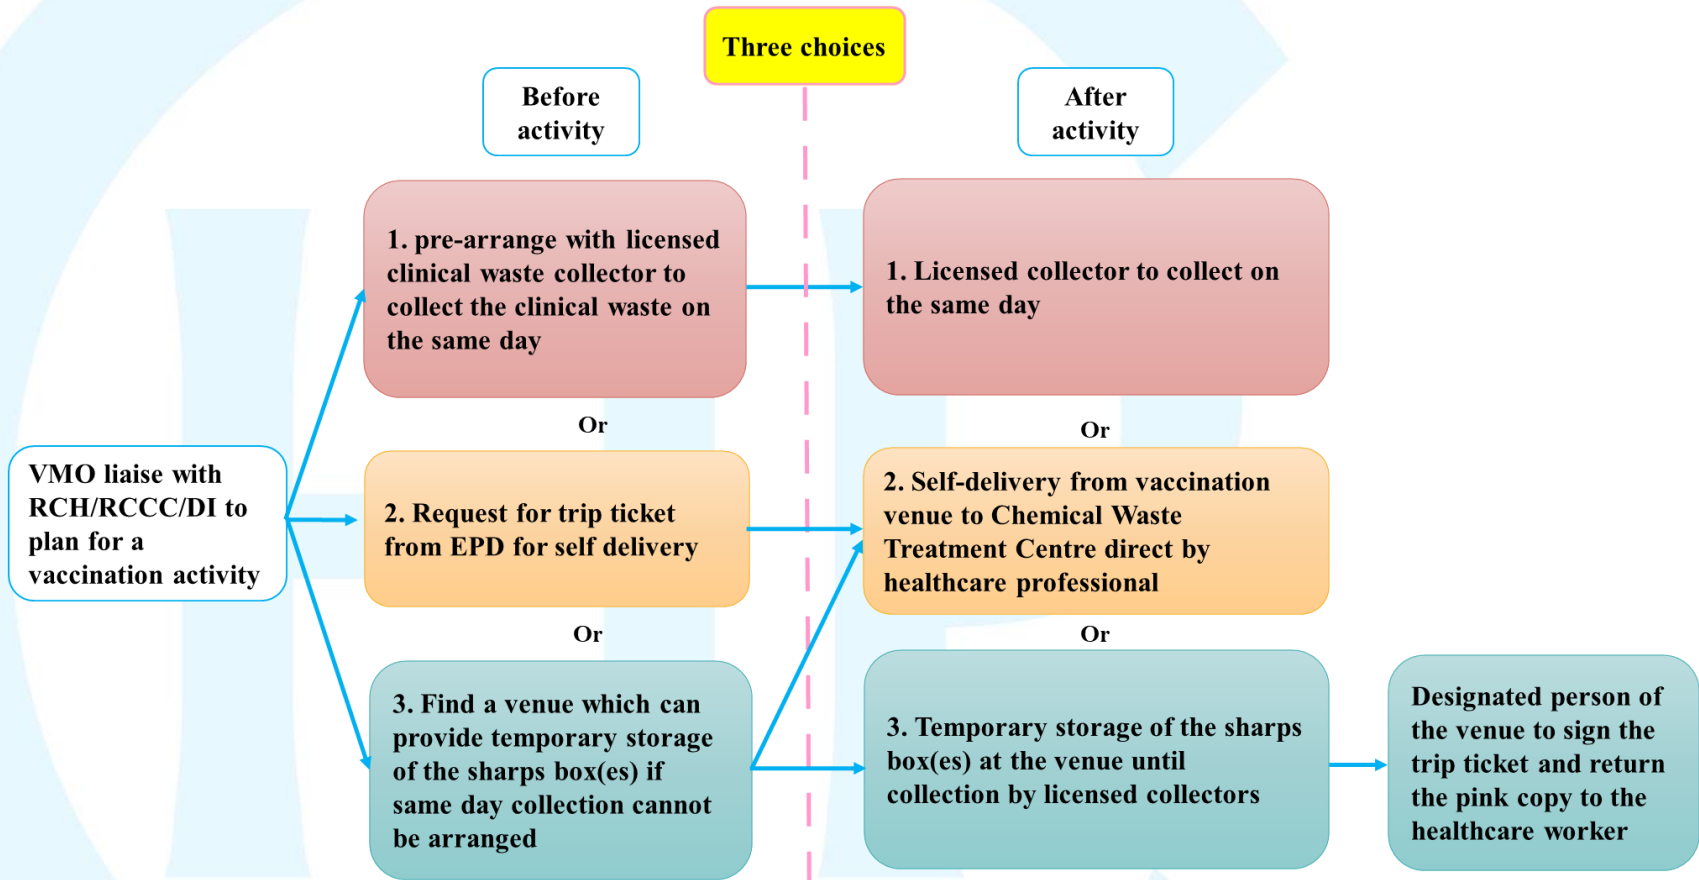 Three choices
Before
activity
After
activity
VMO liaise with
RCH/RCCC/DI to
plan for a
vaccination activity
1. pre-arrange with licensed
clinical waste collector to
collect the clinical waste on
the same day
1. Licensed collector to collect on
the same day
Or
Or
2. Request for trip ticket
from EPD for self delivery
2. Self-delivery from vaccination
venue to Chemical Waste
Treatment Centre direct by
healthcare professional
Or
Or
3. Find a venue which can
provide temporary storage
of the sharps box(es) if
same day collection cannot
be arranged
3. Temporary storage of the sharps
box(es) at the venue until
collection by licensed collectors
Designated person of
the venue to sign the
trip ticket and return
the pink copy to the
healthcare worker